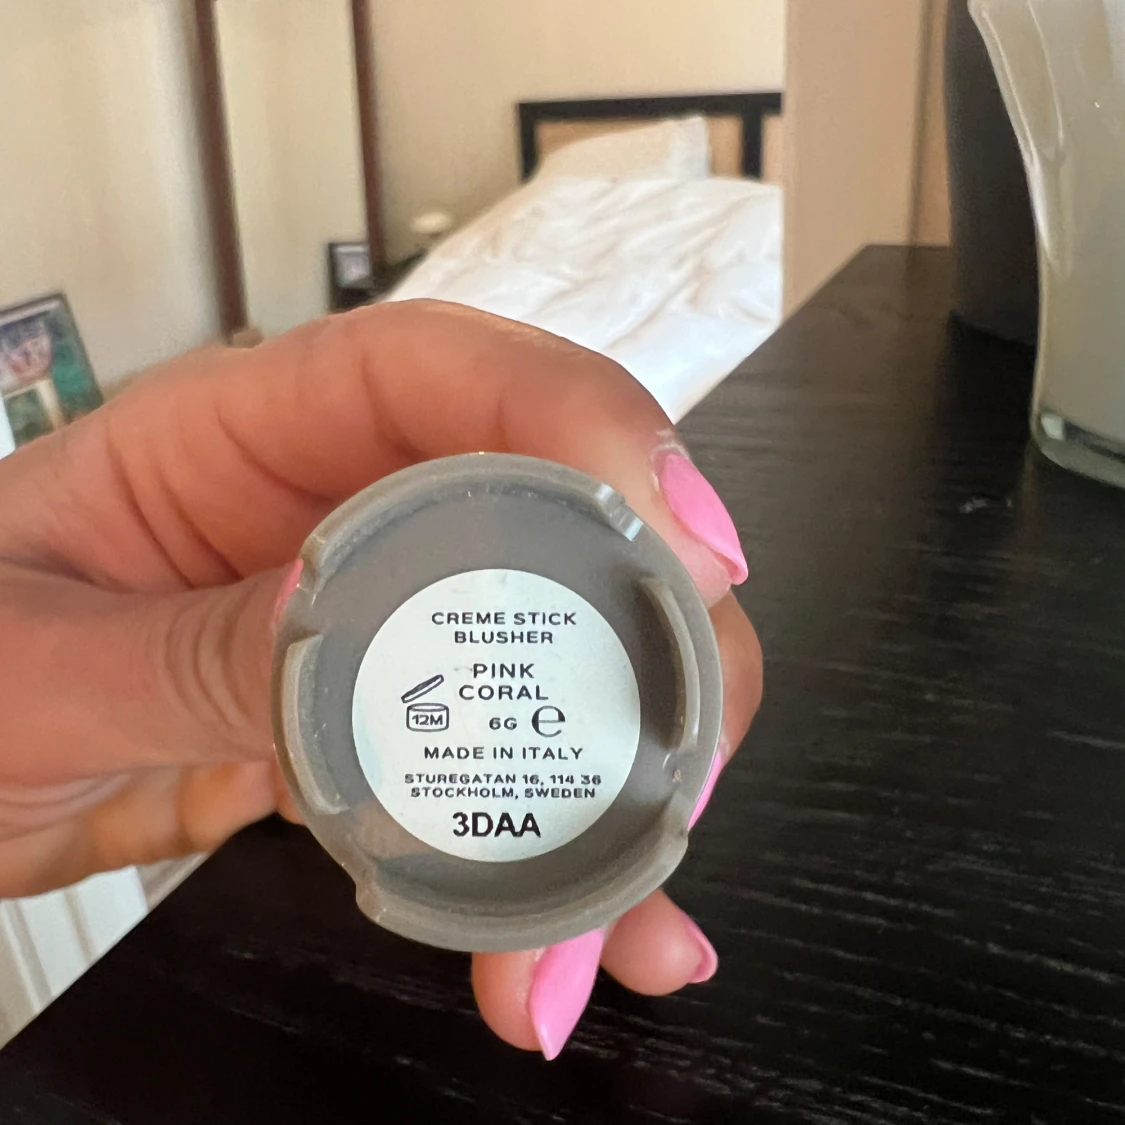 CREME STICK
BLUSHER
PINK
CORAL
12M
6G e
MADE IN ITALY
STUREGATAN 16, 114 36
STOCKHOLM, SWEDEN
3DAA